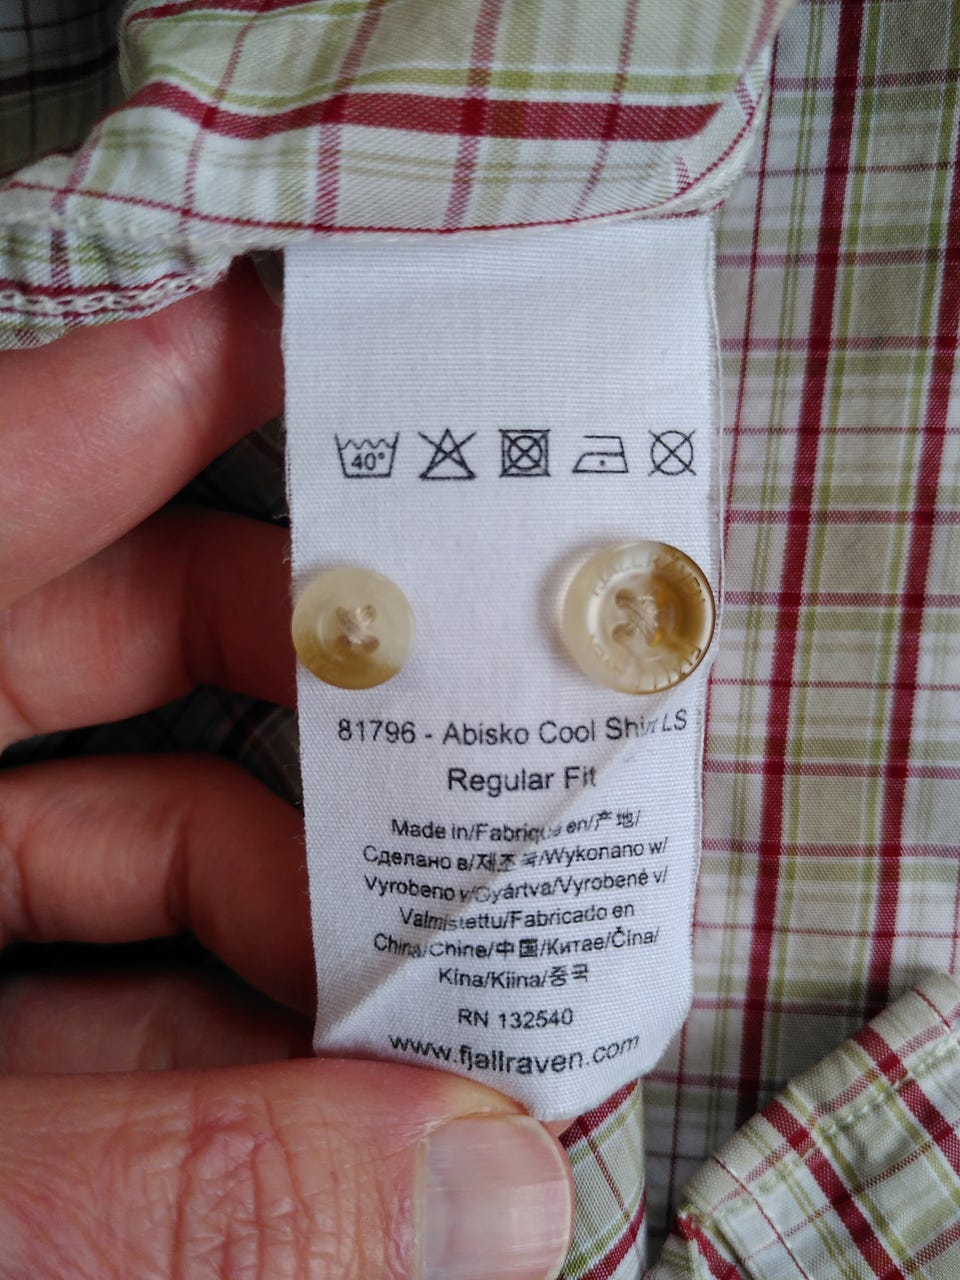 40°
FJÄLLRÄVEN
81796 - Abisko Cool Shirt LS
Regular Fit
Made in/Fabriqué en/产地/
Сделано в/제조국/Wykonano w/
Vyrobeno v/Gyártva/Vyrobené v/
Valmistettu/Fabricado en
China/Chine/中国/Китае/Čína/
Kína/Kiina/중국
RN 132540
www.fjallraven.com